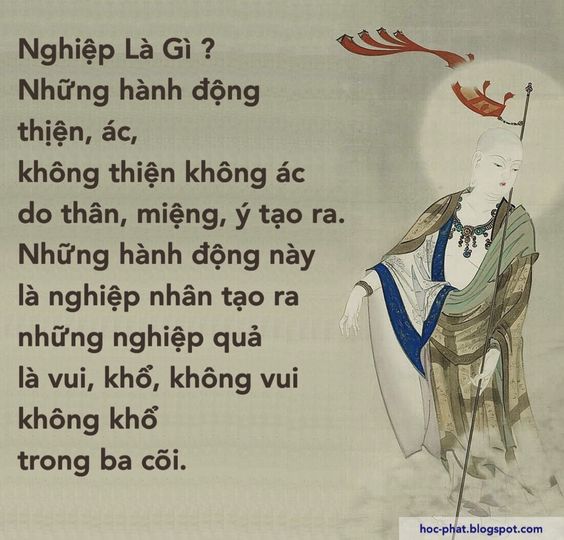 Nghiệp Là Gì ?
Những hành động
thịện, ác,
không thiện không ác
do thân, miệng, ý tạo ra.
Những hành động này
là nghiệp nhân tạo ra
những nghiệp quả
là vui, khổ, không vui
không khổ
trong ba cõi.
hoc-phat.blogspot.com